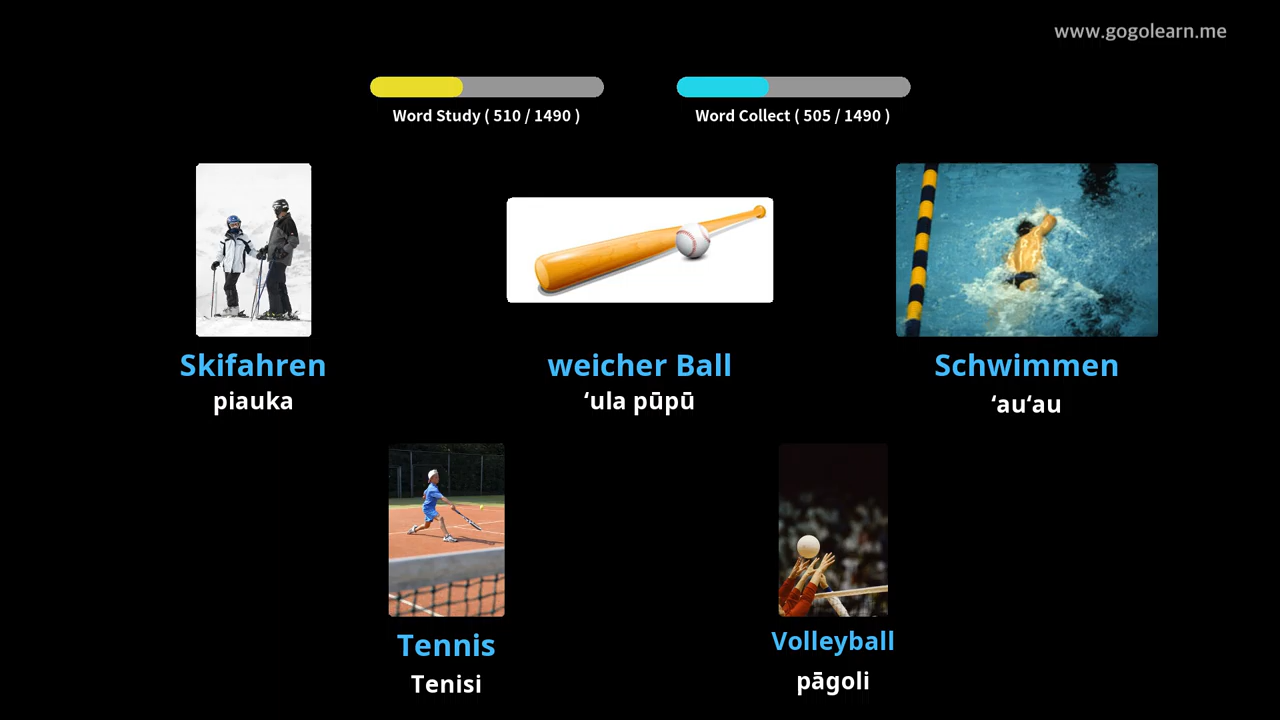 www.gogolearn.me
Word Study ( 510 / 1490 )
Word Collect ( 505 / 1490 )
Skifahren
piauka
weicher Ball
ʻula pūpū
Schwimmen
ʻauʻau
Tennis
Tenisi
Volleyball
pāgoli